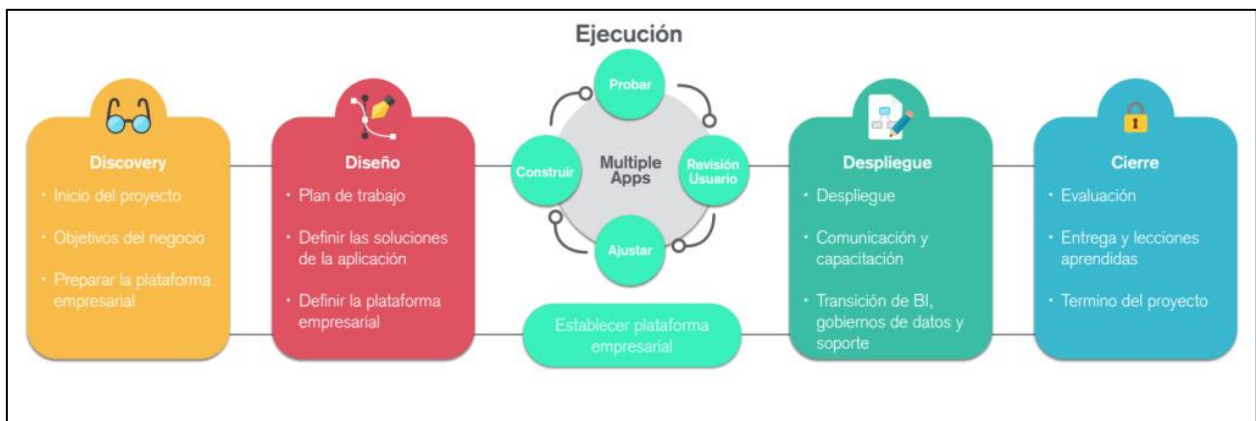 Ejecución
Discovery
• Inicio del proyecto
• Objetivos del negocio
• Preparar la plataforma
empresarial
Diseño
• Plan de trabajo
• Definir las soluciones
de la aplicación
• Definir la plataforma
empresarial
Probar
Construir
Multiple
Apps
Revisión
Usuario
Ajustar
Establecer plataforma
empresarial
Despliegue
• Despliegue
• Comunicación y
capacitación
• Transición de BI,
gobiernos de datos y
soporte
Cierre
• Evaluación
• Entrega y lecciones
aprendidas
• Termino del proyecto